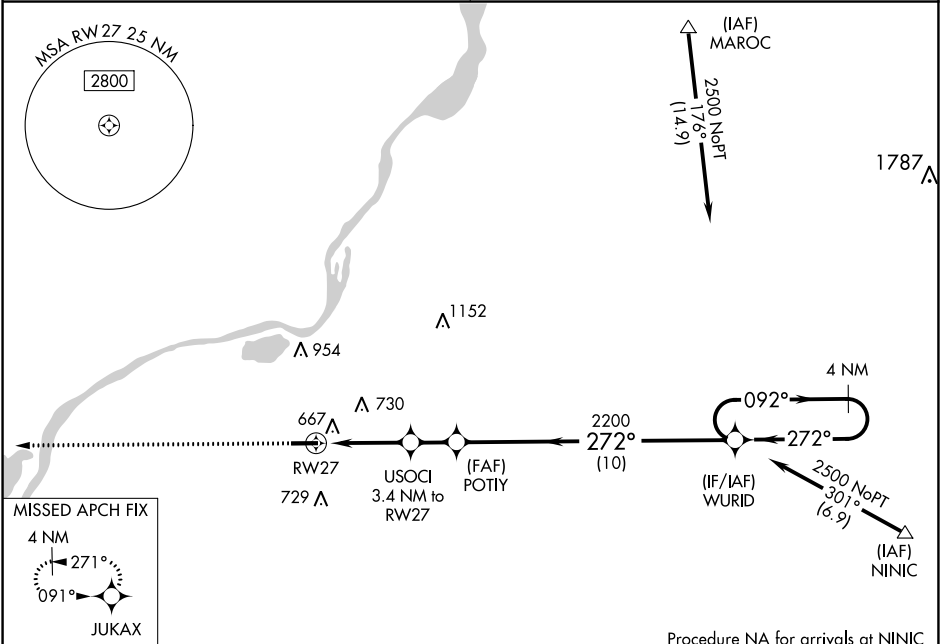 MSA RW27 25 NM
2800
(IAF)
MAROC
2500 NoPT
176°
(14.9)
1787
1152
954
730
667
RW27
729
USOCI
3.4 NM to
RW27
(FAF)
POTIY
2200
272°
(10)
4 NM
092°
272°
(IF/IAF)
WURID
2500 NoPT
301°
(6.9)
(IAF)
NINIC
MISSED APCH FIX
4 NM
271°
091°
JUKAX
Procedure NA for arrivals at NINIC